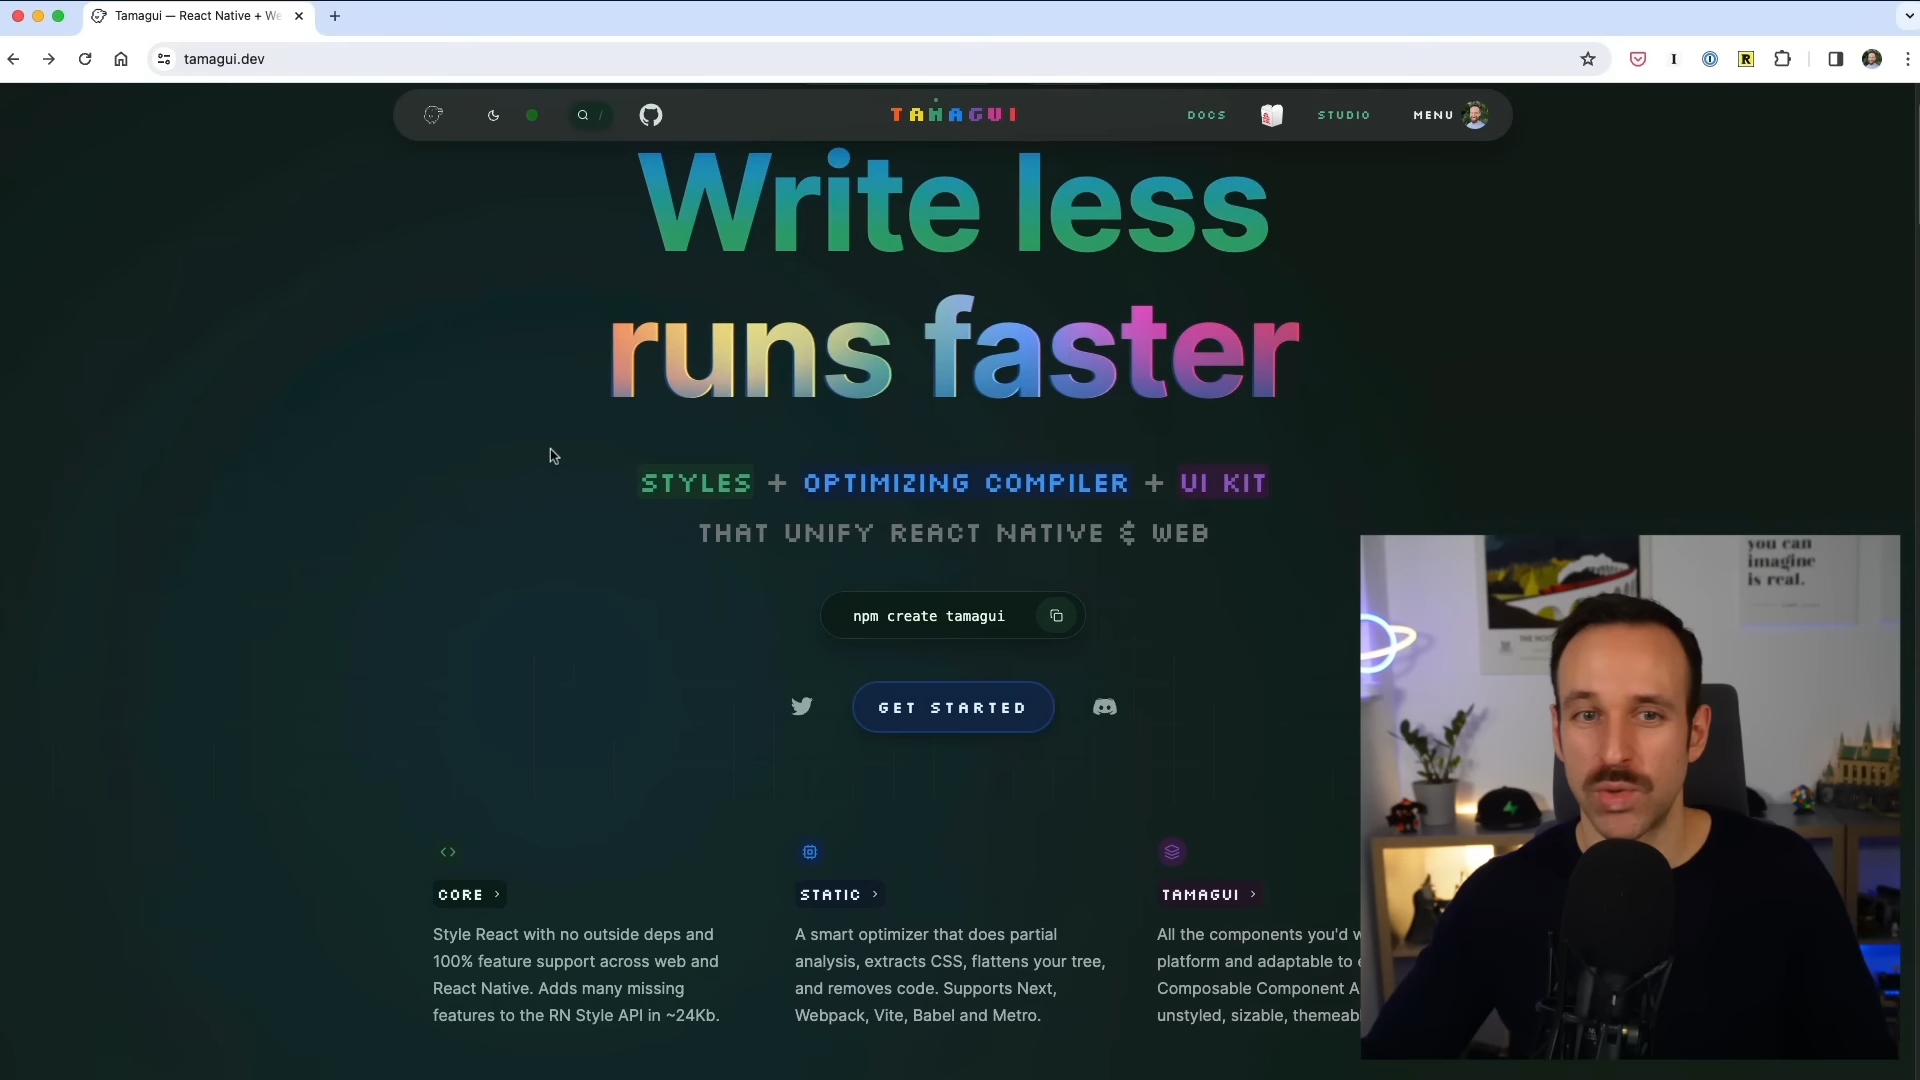 Tamagui — React Native + We
tamagui.dev
/
TAMAGUI
DOCS
STUDIO
MENU
Write less
runs faster
STYLES + OPTIMIZING COMPILER + UI KIT
THAT UNIFY REACT NATIVE & WEB
npm create tamagui
GET STARTED
CORE
Style React with no outside deps and
100% feature support across web and
React Native. Adds many missing
features to the RN Style API in ~24Kb.
STATIC
A smart optimizer that does partial
analysis, extracts CSS, flattens your tree,
and removes code. Supports Next,
Webpack, Vite, Babel and Metro.
TAMAGUI
All the components you'd w
platform and adaptable to
Composable Component A
unstyled, sizable, themeab
you can
imagine
is real.